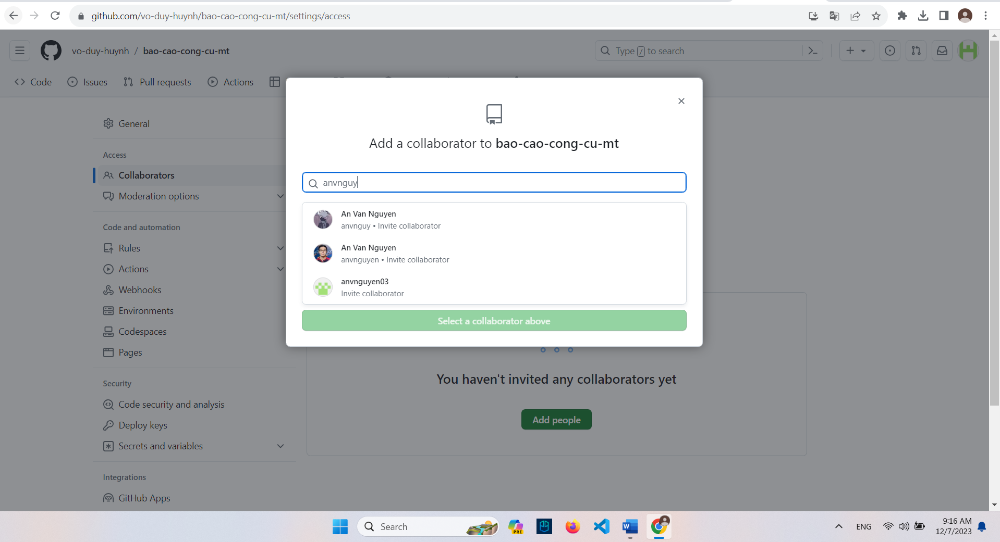 github.com/vo-duy-huynh/bao-cao-cong-cu-mt/settings/access
vo-duy-huynh / bao-cao-cong-cu-mt
Type / to search
Code
Issues
Pull requests
Actions
General
Access
Collaborators
Moderation options
Code and automation
Rules
Actions
Webhooks
Environments
Codespaces
Pages
Security
Code security and analysis
Deploy keys
Secrets and variables
Integrations
GitHub Apps
Add a collaborator to bao-cao-cong-cu-mt
anvnguy
An Van Nguyen
anvnguy • Invite collaborator
An Van Nguyen
anvnguyen • Invite collaborator
anvnguyen03
Invite collaborator
Select a collaborator above
You haven't invited any collaborators yet
Add people
Search
PRE
W
ENG
9:16 AM
12/7/2023